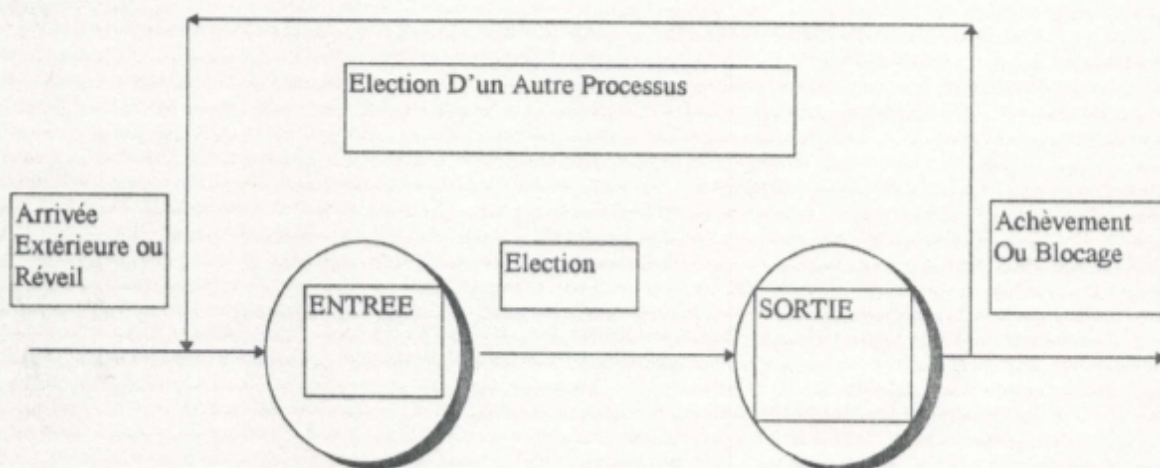 Election D'un Autre Processus
Arrivée
Extérieure ou
Réveil
Election
Achèvement
Ou Blocage
ENTREE
SORTIE